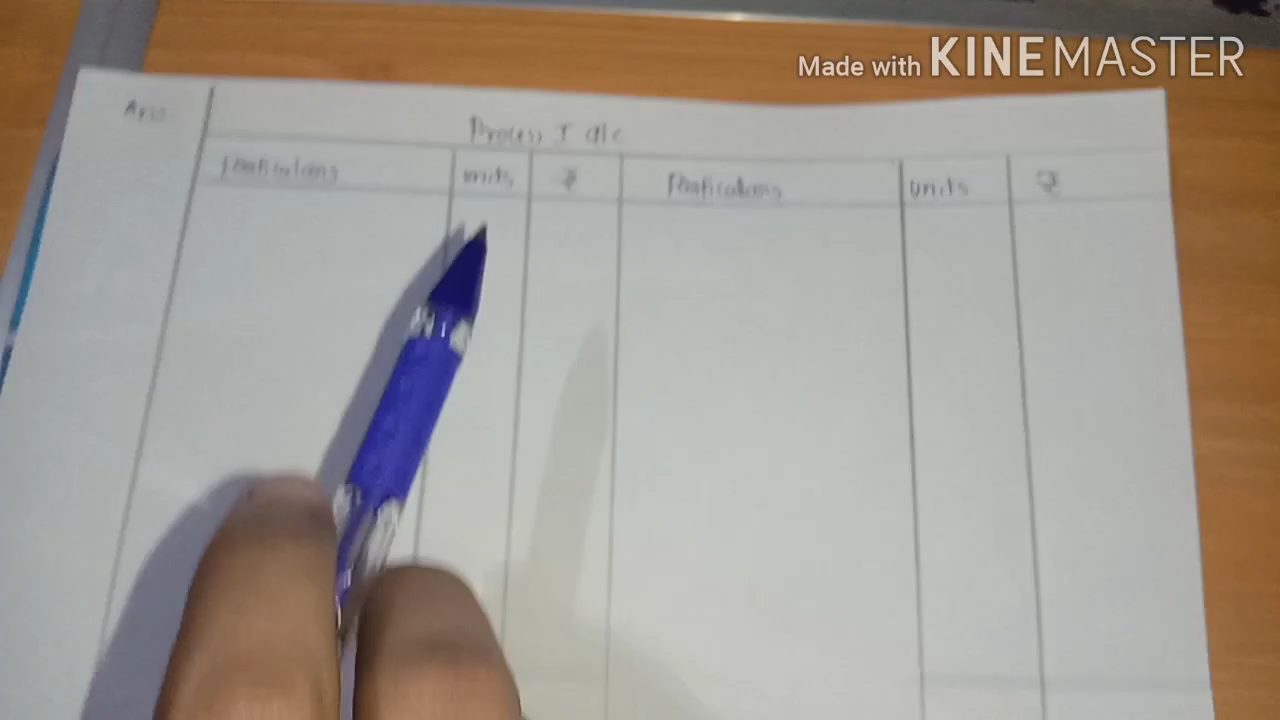 Made with KINEMASTER
Ans
Process I a/c
Particulars units ₹ Particulars units ₹